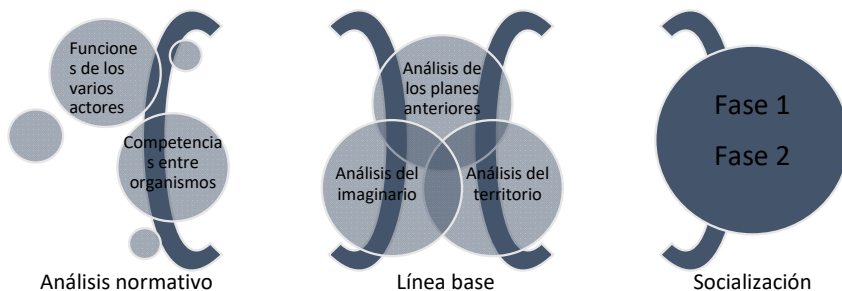 Funcione
s de los
varios
actores
Competencia
s entre
organismos
Análisis normativo
Análisis de
los planes
anteriores
Análisis del
imaginario
Análisis del
territorio
Línea base
Fase 1
Fase 2
Socialización